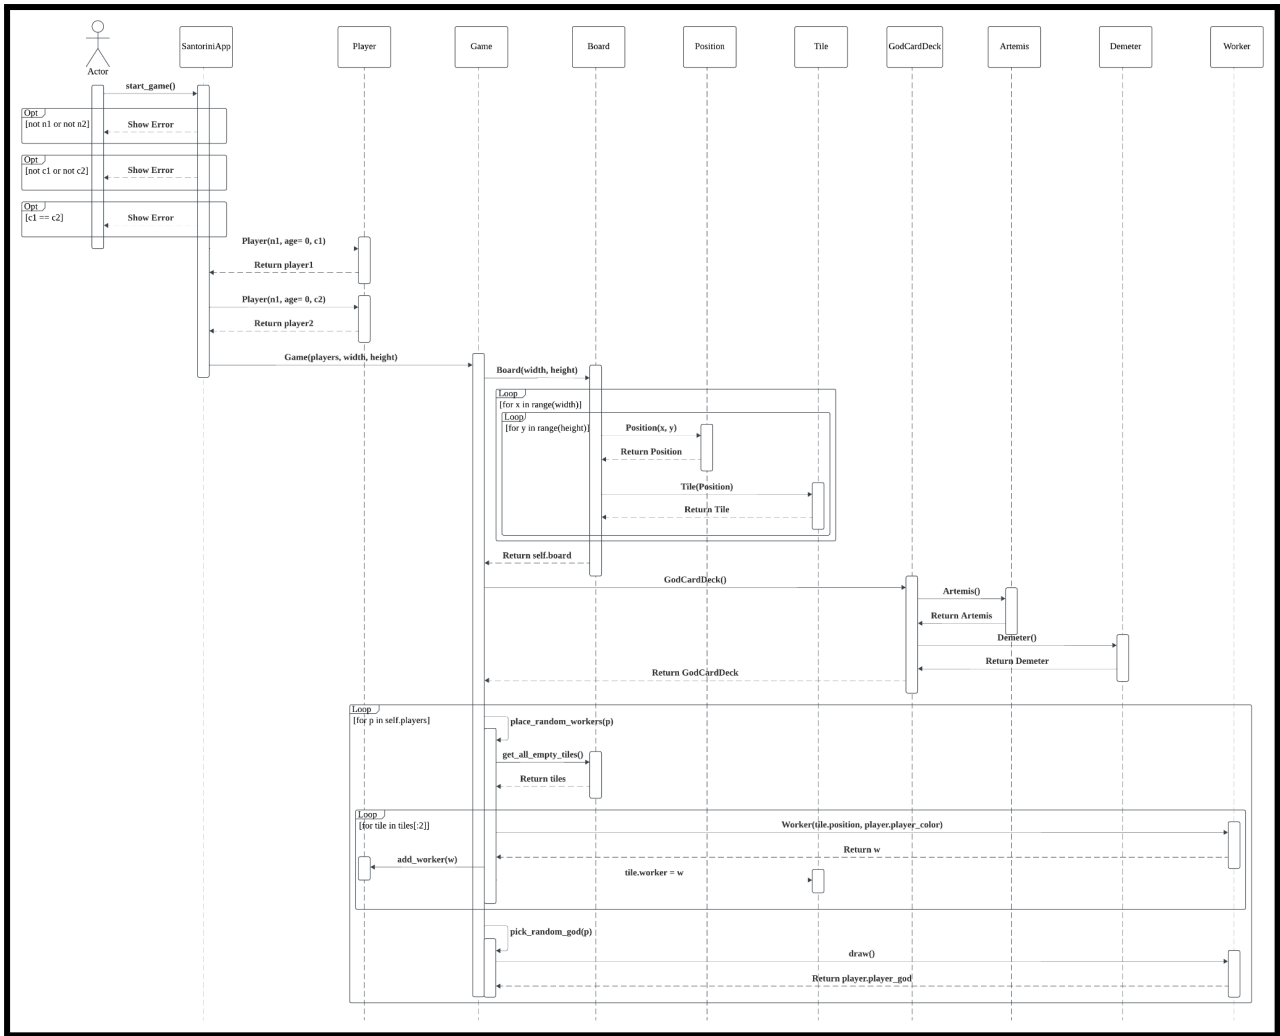 SantoriniApp
Player
Game
Board
Position
Tile
GodCardDeck
Artemis
Demeter
Worker
Actor
start_game()
Opt
[not n1 or not n2]
Show Error
Opt
[not c1 or not c2]
Show Error
Opt
[c1 == c2]
Show Error
Player(n1, age= 0, c1)
Return player1
Player(n1, age= 0, c2)
Return player2
Game(players, width, height)
Board(width, height)
Loop
[for x in range(width)]
Loop
[for y in range(height)]
Position(x, y)
Return Position
Tile(Position)
Return Tile
Return self.board
GodCardDeck()
Artemis()
Return Artemis
Demeter()
Return Demeter
Return GodCardDeck
Loop
[for p in self.players]
place_random_workers(p)
get_all_empty_tiles()
Return tiles
Loop
[for tile in tiles[:2]]
Worker(tile.position, player.player_color)
Return w
add_worker(w)
tile.worker = w
pick_random_god(p)
draw()
Return player.player_god